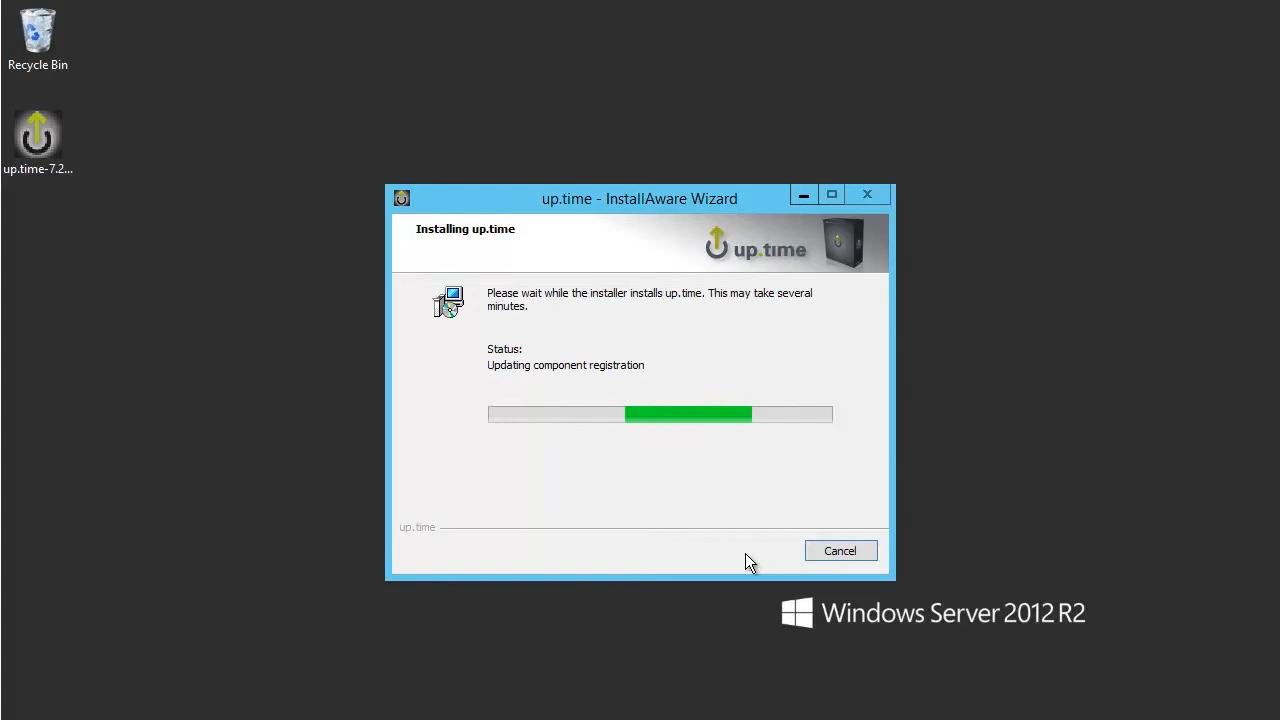 Recycle Bin
up.time-7.2...
up.time - InstallAware Wizard
Installing up.time
up.time
Please wait while the installer installs up.time. This may take several
minutes.
Status:
Updating component registration
up.time
Cancel
Windows Server 2012 R2